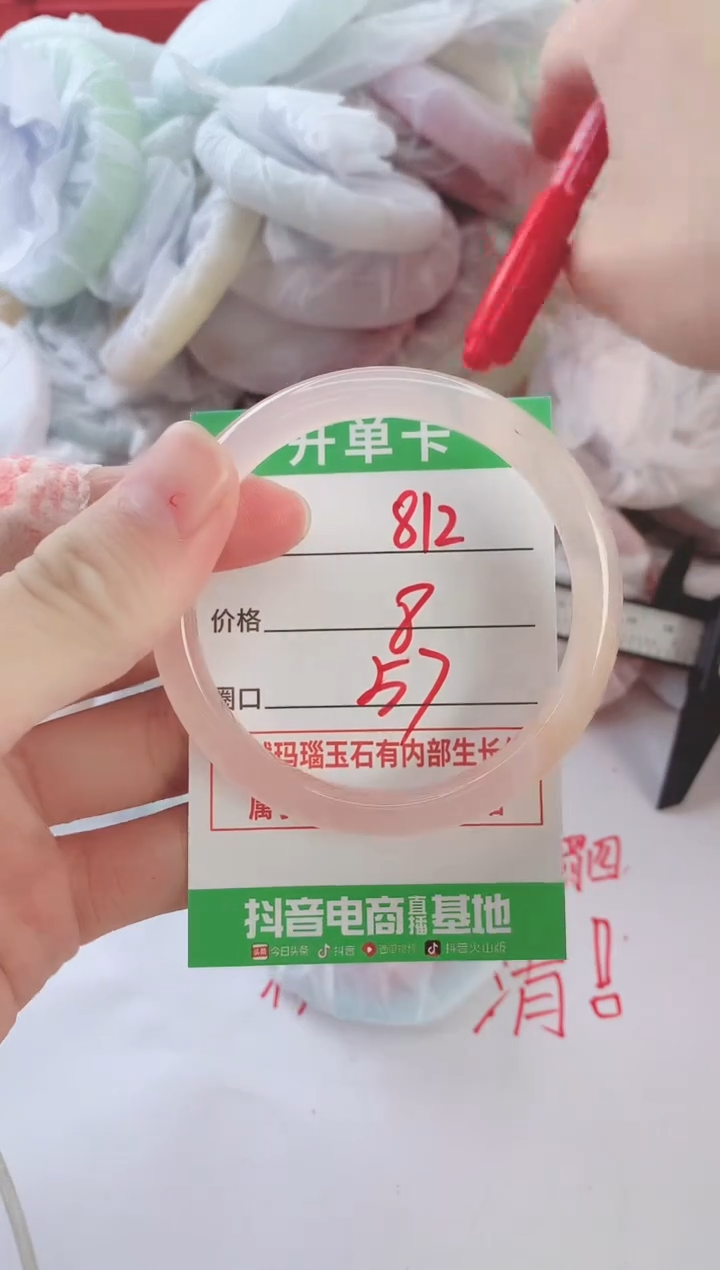 开单卡
812
价格 8
圈口 57
玛瑙玉石有内部生长
属
抖音电商直播基地
今日头条 抖音 抖音火山版
消!